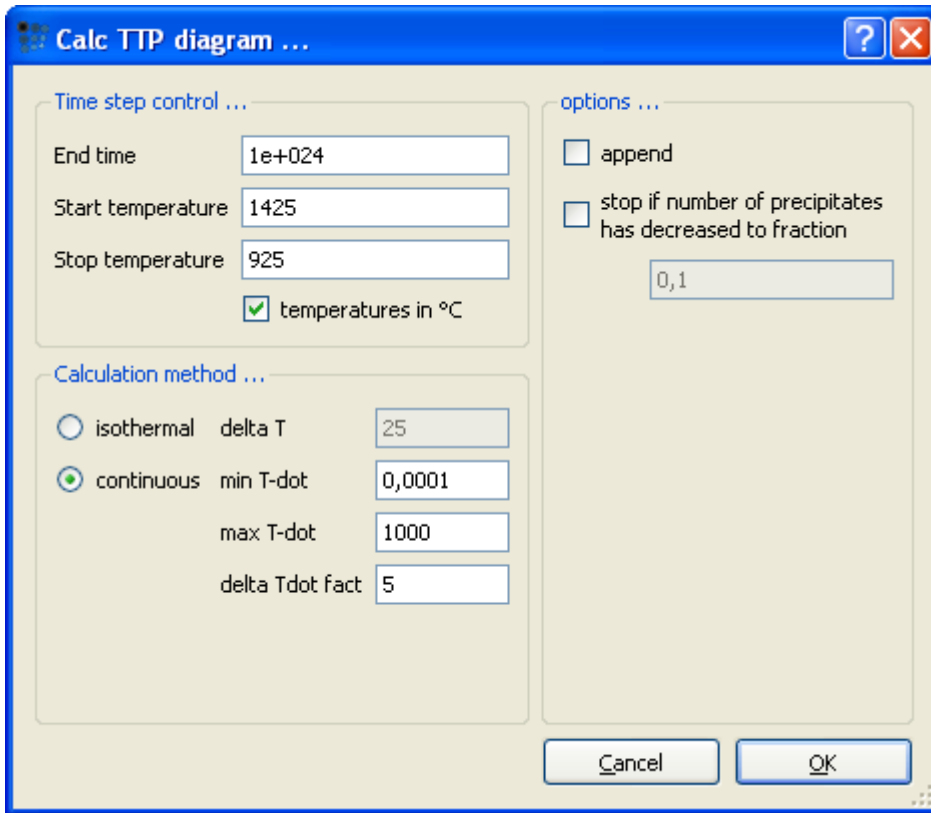 Calc TTP diagram ...
Time step control ...
End time 1e+024
Start temperature 1425
Stop temperature 925
temperatures in °C
Calculation method ...
isothermal delta T 25
continuous min T-dot 0,0001
max T-dot 1000
delta Tdot fact 5
options ...
append
stop if number of precipitates
has decreased to fraction
0,1
Cancel OK